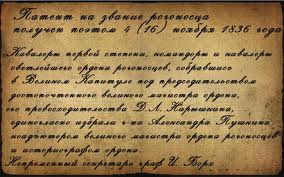 Патент на звание рогоносца
получен поэтом 4 (16) ноября 1836 года
Кавалеры первой степени, командоры и кавалеры
светлейшего ордена рогоносцев, собравшись
в Великом Капитуле под председательством
достопочтенного великого магистра ордена,
его превосходительства Д.Л. Нарышкина,
единогласно избрали г-на Александра Пушкина
коадъютором великого магистра ордена рогоносцев
и историографом ордена.
Непременный секретарь граф И. Борх